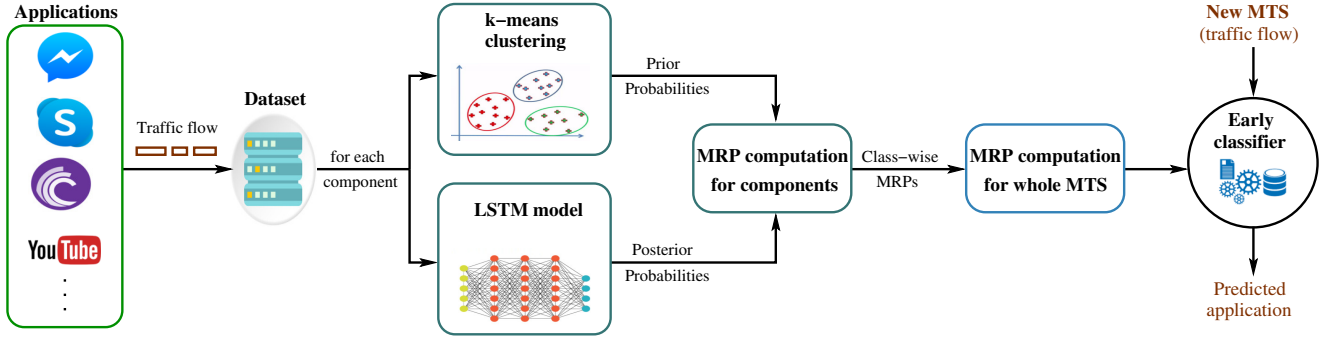 Applications
S
YouTube
Traffic flow
Dataset
for each
component
k−means
clustering
LSTM model
Prior
Probabilities
Posterior
Probabilities
MRP computation
for components
Class−wise
MRPs
MRP computation
for whole MTS
New MTS
(traffic flow)
Early
classifier
Predicted
application